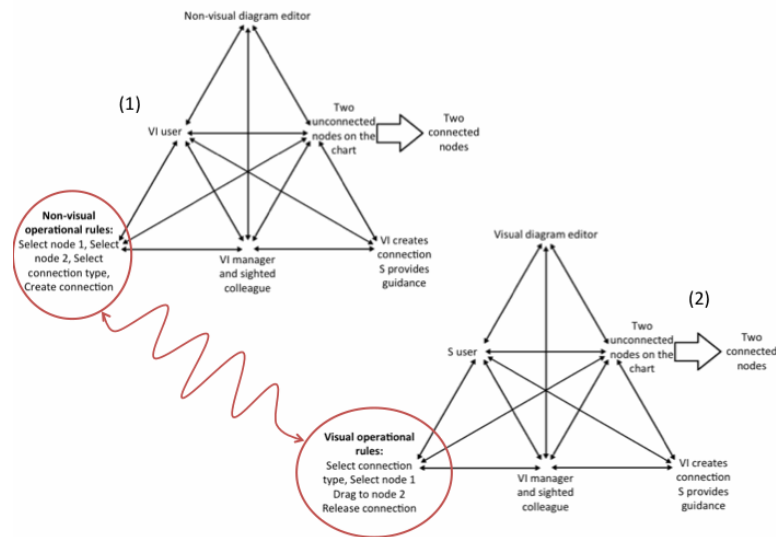 Non-visual diagram editor
(1)
VI user
Two
unconnected
nodes on the
chart
Two
connected
nodes
Non-visual
operational rules:
Select node 1, Select
node 2, Select
connection type,
Create connection
VI manager
and sighted
colleague
VI creates
connection
S provides
guidance
Visual diagram editor
(2)
S user
Two
unconnected
nodes on the
chart
Two
connected
nodes
Visual operational
rules:
Select connection
type, Select node 1
Drag to node 2
Release connection
VI manager
and sighted
colleague
VI creates
connection
S provides
guidance